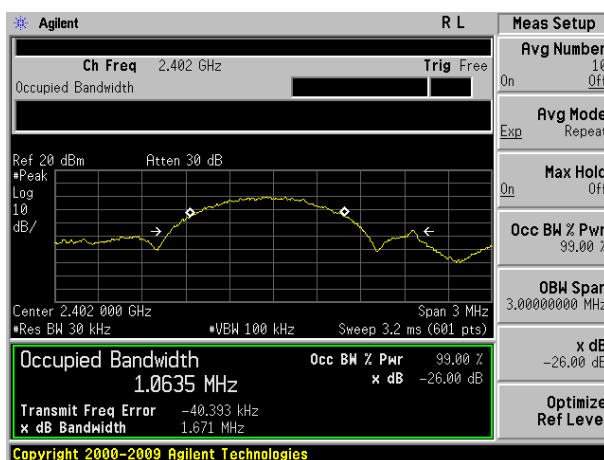 Agilent R L Meas Setup
Avg Number
10
On Off
Ch Freq 2.402 GHz Trig Free
Occupied Bandwidth
Avg Mode
Exp Repeat
Ref 20 dBm Atten 30 dB
#Peak
Log
10
dB/
Max Hold
On Off
Occ BW % Pwr
99.00 %
OBW Span
3.00000000 MHz
Center 2.402 000 GHz Span 3 MHz
#Res BW 30 kHz #VBW 100 kHz Sweep 3.2 ms (601 pts)
x dB
-26.00 dB
Occupied Bandwidth Occ BW % Pwr 99.00 %
1.0635 MHz x dB -26.00 dB
Transmit Freq Error -40.393 kHz
x dB Bandwidth 1.671 MHz
Optimize
Ref Level
Copyright 2000-2009 Agilent Technologies